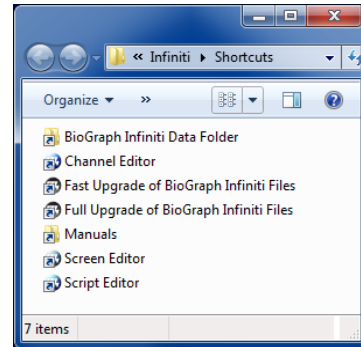 « Infiniti ▸ Shortcuts
Organize ▾ »
BioGraph Infiniti Data Folder
Channel Editor
Fast Upgrade of BioGraph Infiniti Files
Full Upgrade of BioGraph Infiniti Files
Manuals
Screen Editor
Script Editor
7 items